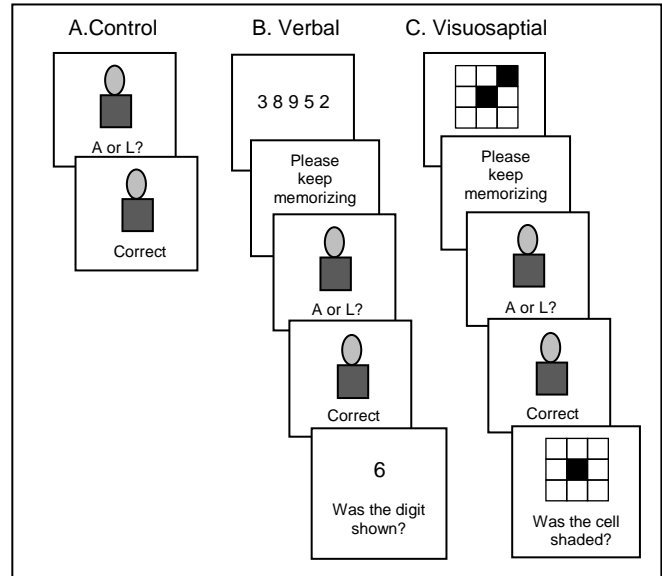 A.Control
A or L?
Correct
B. Verbal
3 8 9 5 2
Please
keep
memorizing
A or L?
Correct
6
Was the digit
shown?
C. Visuosaptial
Please
keep
memorizing
A or L?
Correct
Was the cell
shaded?